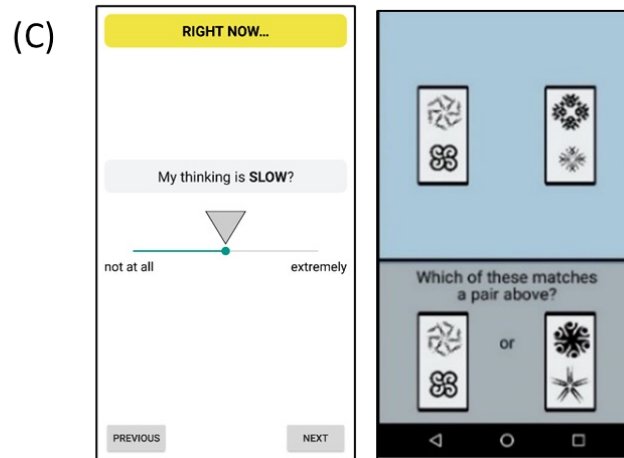 (C)
RIGHT NOW...
My thinking is SLOW?
not at all
extremely
PREVIOUS
NEXT
Which of these matches
a pair above?
or